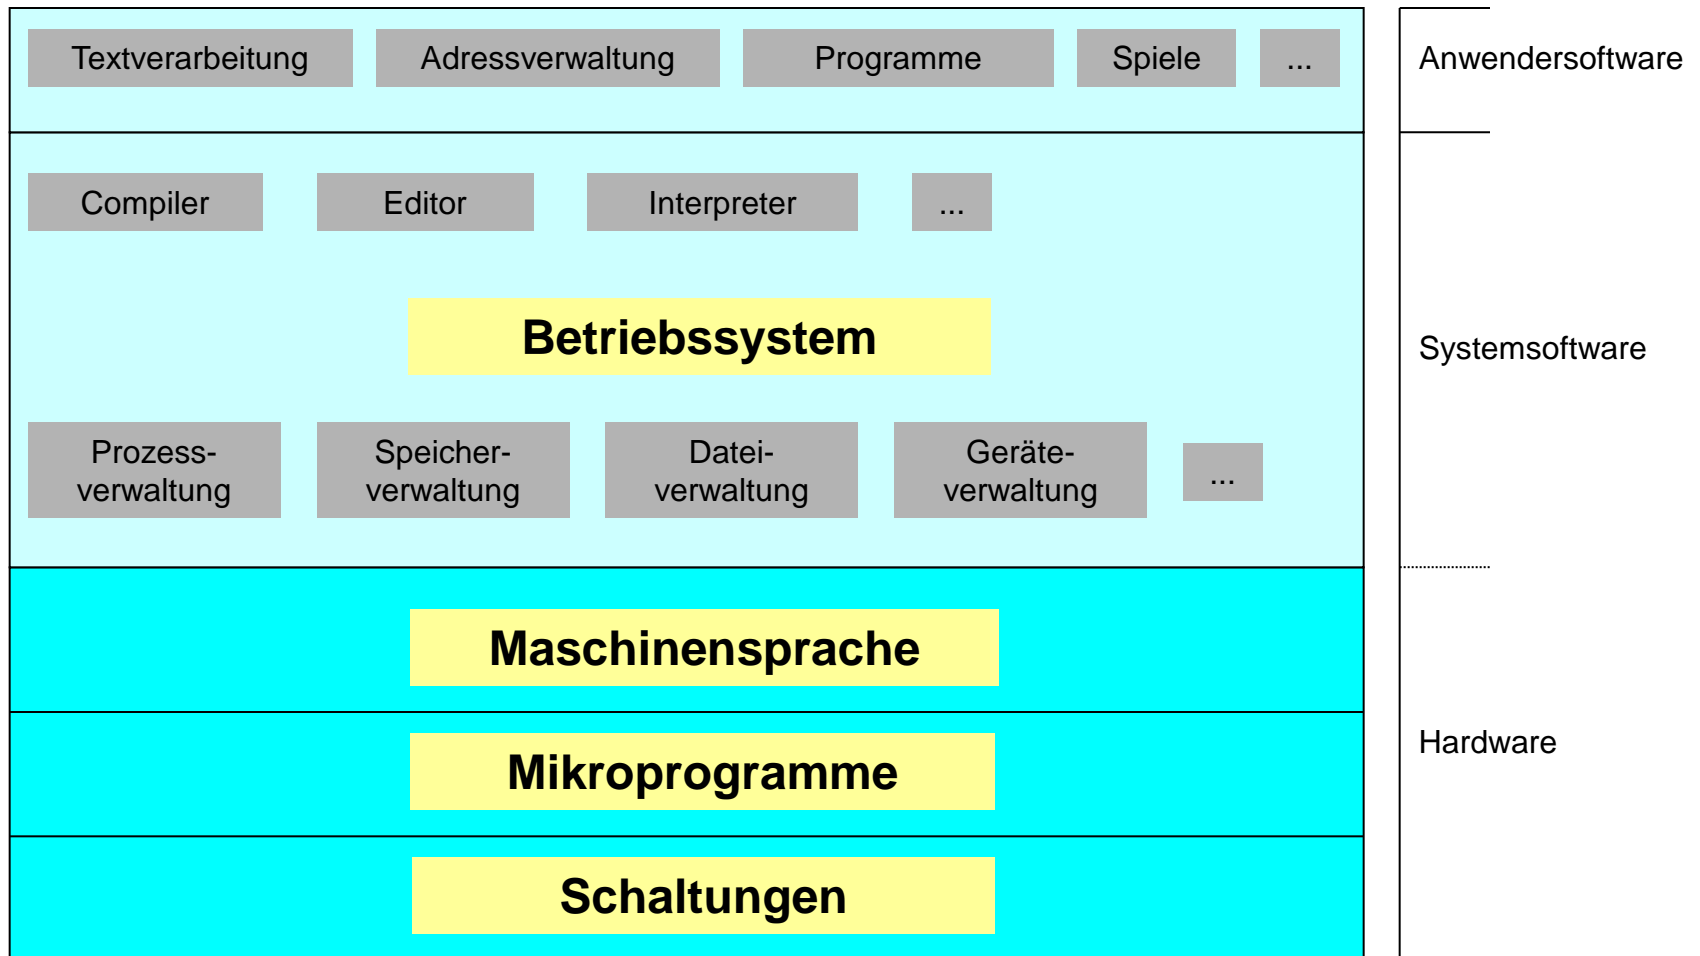 Textverarbeitung Adressverwaltung Programme Spiele ... Anwendersoftware
Compiler Editor Interpreter ...
Betriebssystem Systemsoftware
Prozess-
verwaltung
Speicher-
verwaltung
Datei-
verwaltung
Geräte-
verwaltung
...
Maschinensprache
Mikroprogramme Hardware
Schaltungen